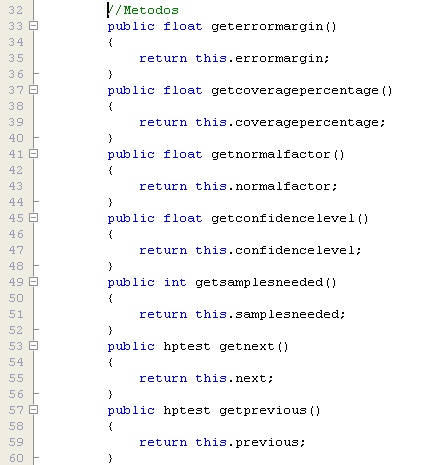 32 //Metodos
33 public float geterrormargin()
34 {
35 return this.errormargin;
36 }
37 public float getcoveragepercentage()
38 {
39 return this.coveragepercentage;
40 }
41 public float getnormalfactor()
42 {
43 return this.normalfactor;
44 }
45 public float getconfidencelevel()
46 {
47 return this.confidencelevel;
48 }
49 public int getsamplesneeded()
50 {
51 return this.samplesneeded;
52 }
53 public hptest getnext()
54 {
55 return this.next;
56 }
57 public hptest getprevious()
58 {
59 return this.previous;
60 }